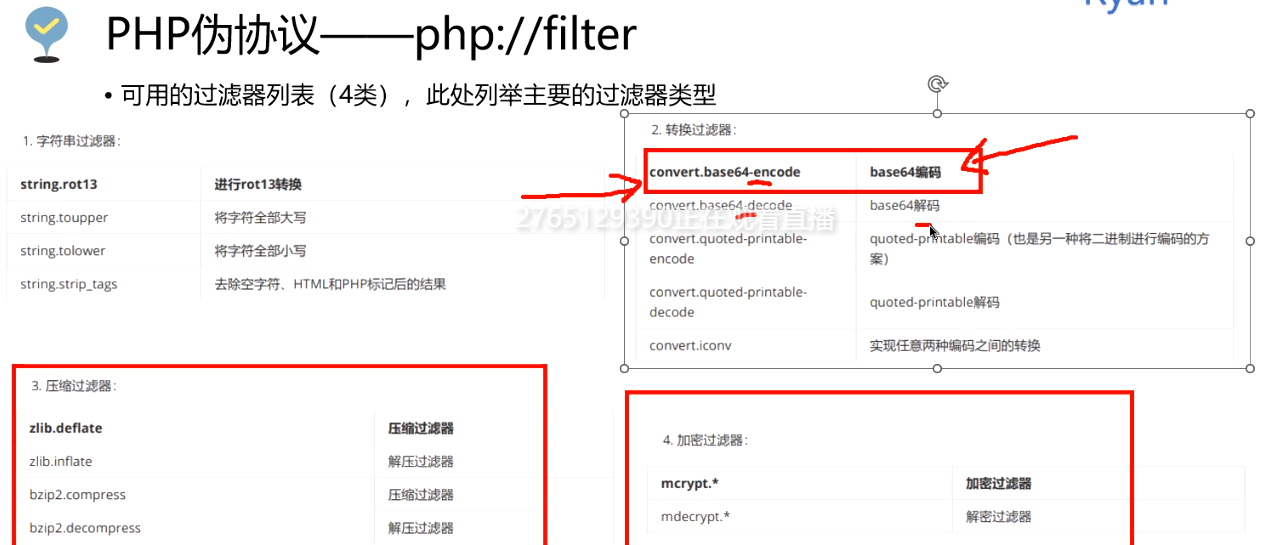 PHP伪协议——php://filter
• 可用的过滤器列表（4类），此处列举主要的过滤器类型
1. 字符串过滤器：
string.rot13 进行rot13转换
string.toupper 将字符全部大写
string.tolower 将字符全部小写
string.strip_tags 去除空字符、HTML和PHP标记后的结果
2. 转换过滤器：
convert.base64-encode base64编码
convert.base64-decode base64解码
2765129390正在观看直播
convert.quoted-printable-
encode
quoted-printable编码（也是另一种将二进制进行编码的方
案）
convert.quoted-printable-
decode
quoted-printable解码
convert.iconv 实现任意两种编码之间的转换
3. 压缩过滤器：
zlib.deflate 压缩过滤器
zlib.inflate 解压过滤器
bzip2.compress 压缩过滤器
bzip2.decompress 解压过滤器
4. 加密过滤器：
mcrypt.* 加密过滤器
mdecrypt.* 解密过滤器